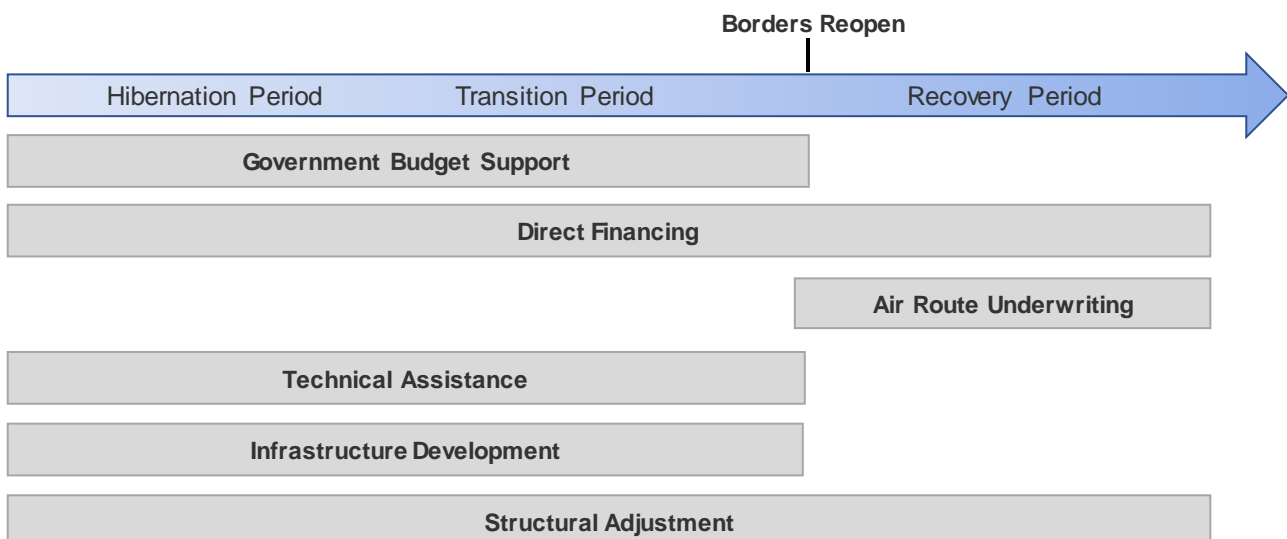 Borders Reopen
Hibernation Period
Transition Period
Recovery Period
Government Budget Support
Direct Financing
Air Route Underwriting
Technical Assistance
Infrastructure Development
Structural Adjustment